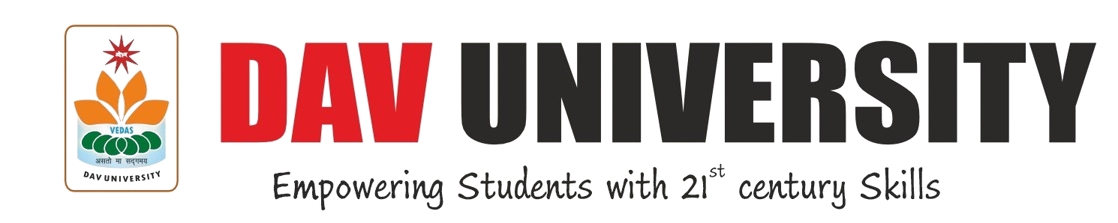 VEDAS
असतो मा सद्गमय
DAV UNIVERSITY
DAV UNIVERSITY
Empowering Students with 21st century Skills